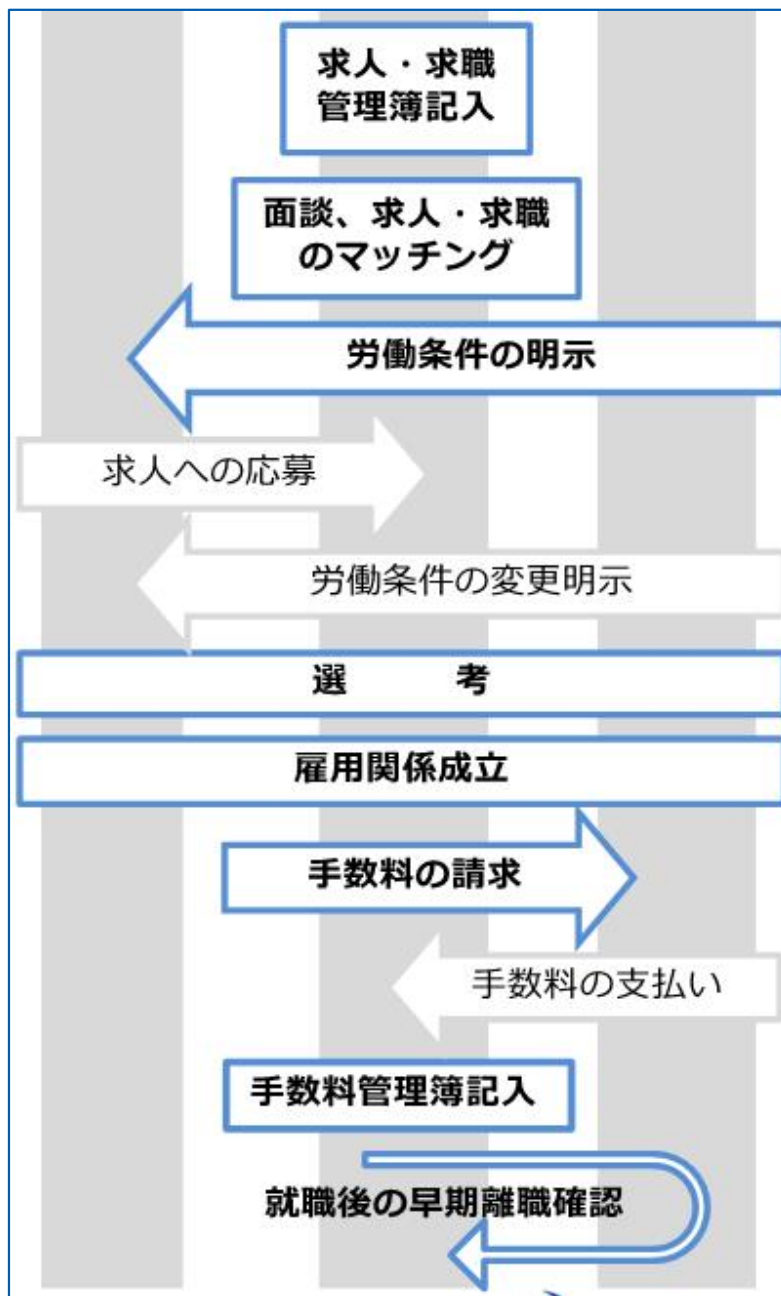 求人・求職
管理簿記入
面談、求人・求職
のマッチング
労働条件の明示
求人への応募
労働条件の変更明示
選　　　考
雇用関係成立
手数料の請求
手数料の支払い
手数料管理簿記入
就職後の早期離職確認